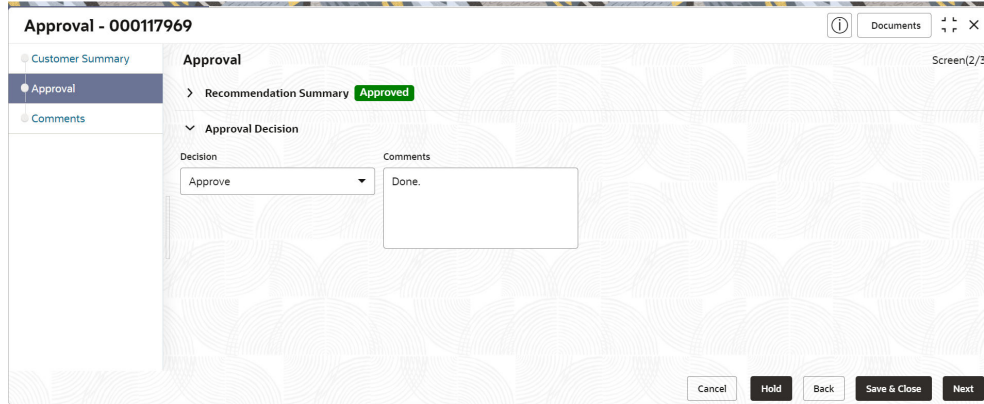 Approval - 000117969
Documents
Customer Summary
Approval
Comments
Approval
Screen(2/3
Recommendation Summary Approved
Approval Decision
Decision
Comments
Approve
Done.
Cancel Hold Back Save & Close Next